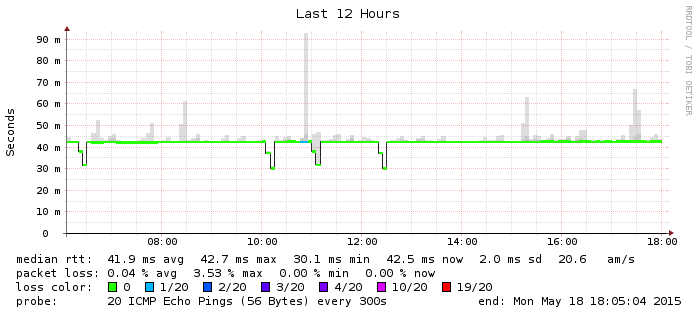 Last 12 Hours
RRDTOOL / TOBI OETIKER
Seconds
90 m
80 m
70 m
60 m
50 m
40 m
30 m
20 m
10 m
0
08:00 10:00 12:00 14:00 16:00 18:00
median rtt: 41.9 ms avg 42.7 ms max 30.1 ms min 42.5 ms now 2.0 ms sd 20.6 am/s
packet loss: 0.04 % avg 3.53 % max 0.00 % min 0.00 % now
loss color: 0 1/20 2/20 3/20 4/20 10/20 19/20
probe: 20 ICMP Echo Pings (56 Bytes) every 300s end: Mon May 18 18:05:04 2015